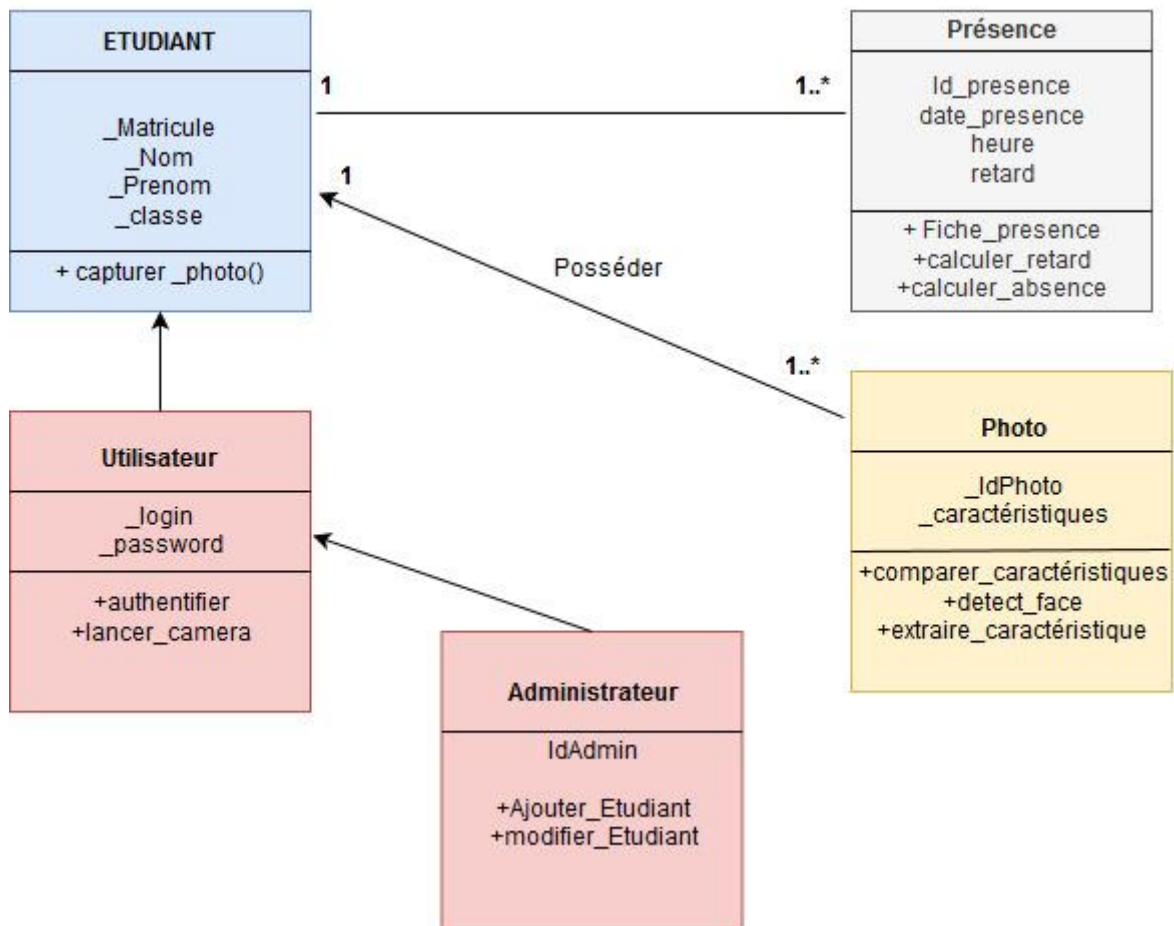 ETUDIANT
_Matricule
_Nom
_Prenom
_classe
+ capturer _photo()
1
1..*
Présence
Id_presence
date_presence
heure
retard
+ Fiche_presence
+calculer_retard
+calculer_absence
1
Posséder
1..*
Photo
_IdPhoto
_caractéristiques
+comparer_caractéristiques
+detect_face
+extraire_caractéristique
Utilisateur
_login
_password
+authentifier
+lancer_camera
Administrateur
IdAdmin
+Ajouter_Etudiant
+modifier_Etudiant